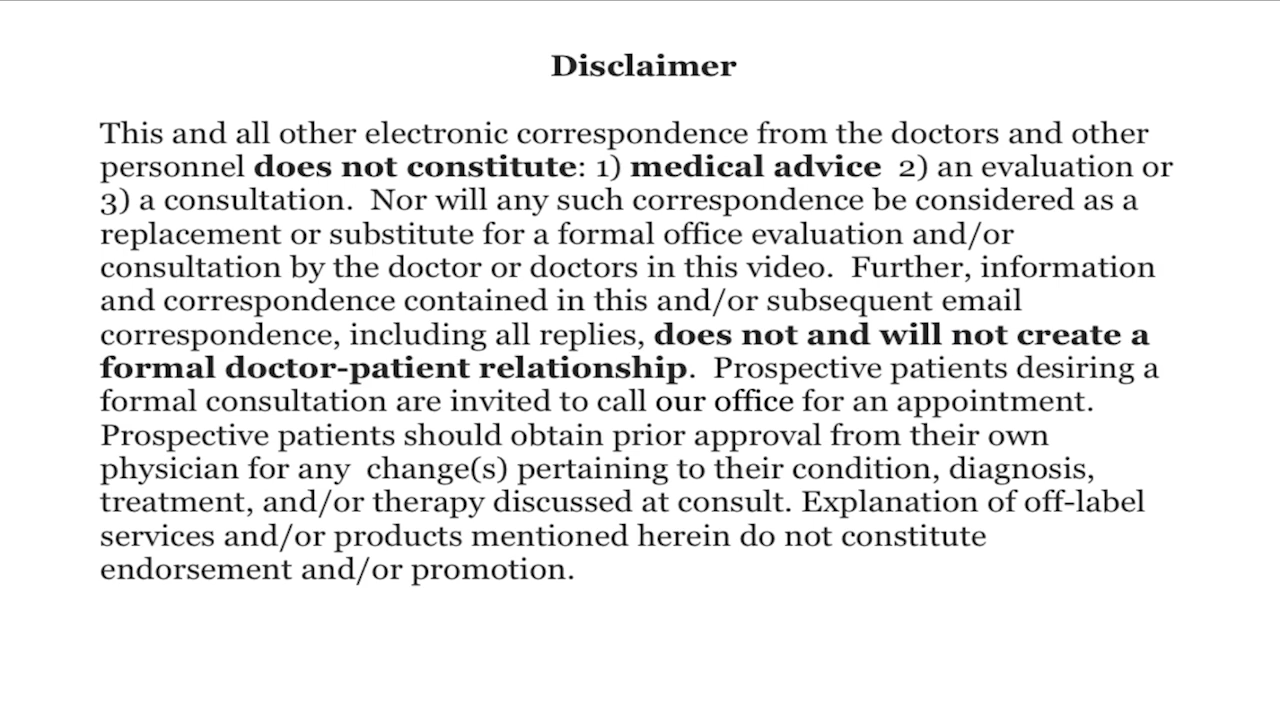 Disclaimer
This and all other electronic correspondence from the doctors and other
personnel does not constitute: 1) medical advice  2) an evaluation or
3) a consultation.  Nor will any such correspondence be considered as a
replacement or substitute for a formal office evaluation and/or
consultation by the doctor or doctors in this video.  Further, information
and correspondence contained in this and/or subsequent email
correspondence, including all replies, does not and will not create a
formal doctor-patient relationship.  Prospective patients desiring a
formal consultation are invited to call our office for an appointment.
Prospective patients should obtain prior approval from their own
physician for any  change(s) pertaining to their condition, diagnosis,
treatment, and/or therapy discussed at consult. Explanation of off-label
services and/or products mentioned herein do not constitute
endorsement and/or promotion.